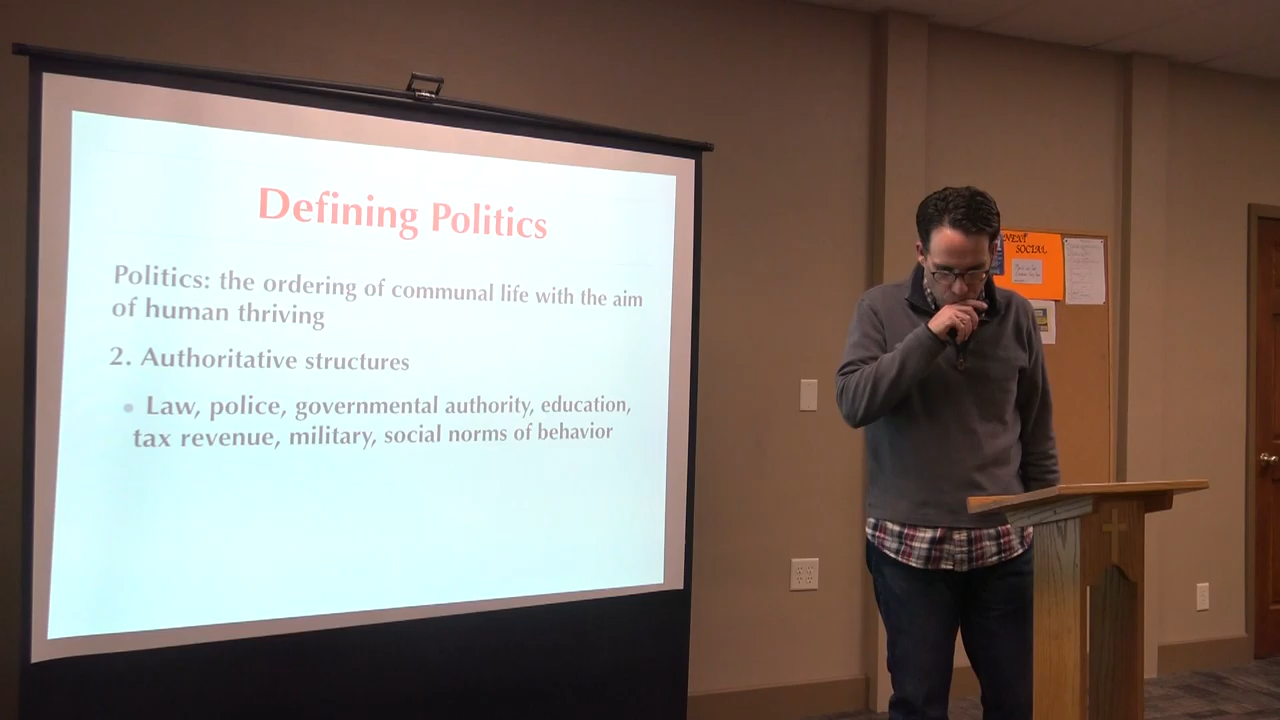 Defining Politics
Politics: the ordering of communal life with the aim
of human thriving
2. Authoritative structures
• Law, police, governmental authority, education,
tax revenue, military, social norms of behavior
NEXT
SOCIAL